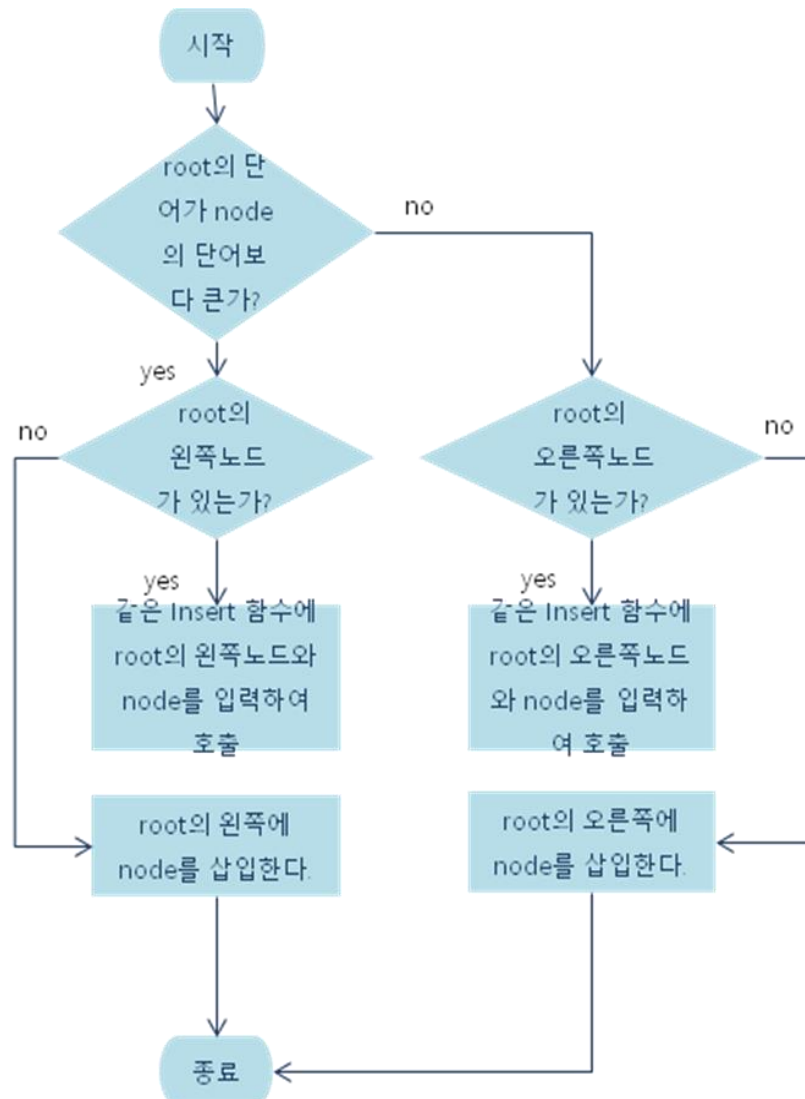 시작
root의 단
어가 node
의 단어보
다 큰가?
no
yes
root의
왼쪽노드
가 있는가?
no
root의
오른쪽노드
가 있는가?
no
yes
같은 Insert 함수에
root의 왼쪽노드와
node를 입력하여
호출
yes
같은 Insert 함수에
root의 오른쪽노드
와 node를 입력하
여 호출
root의 왼쪽에
node를 삽입한다.
root의 오른쪽에
node를 삽입한다.
종료